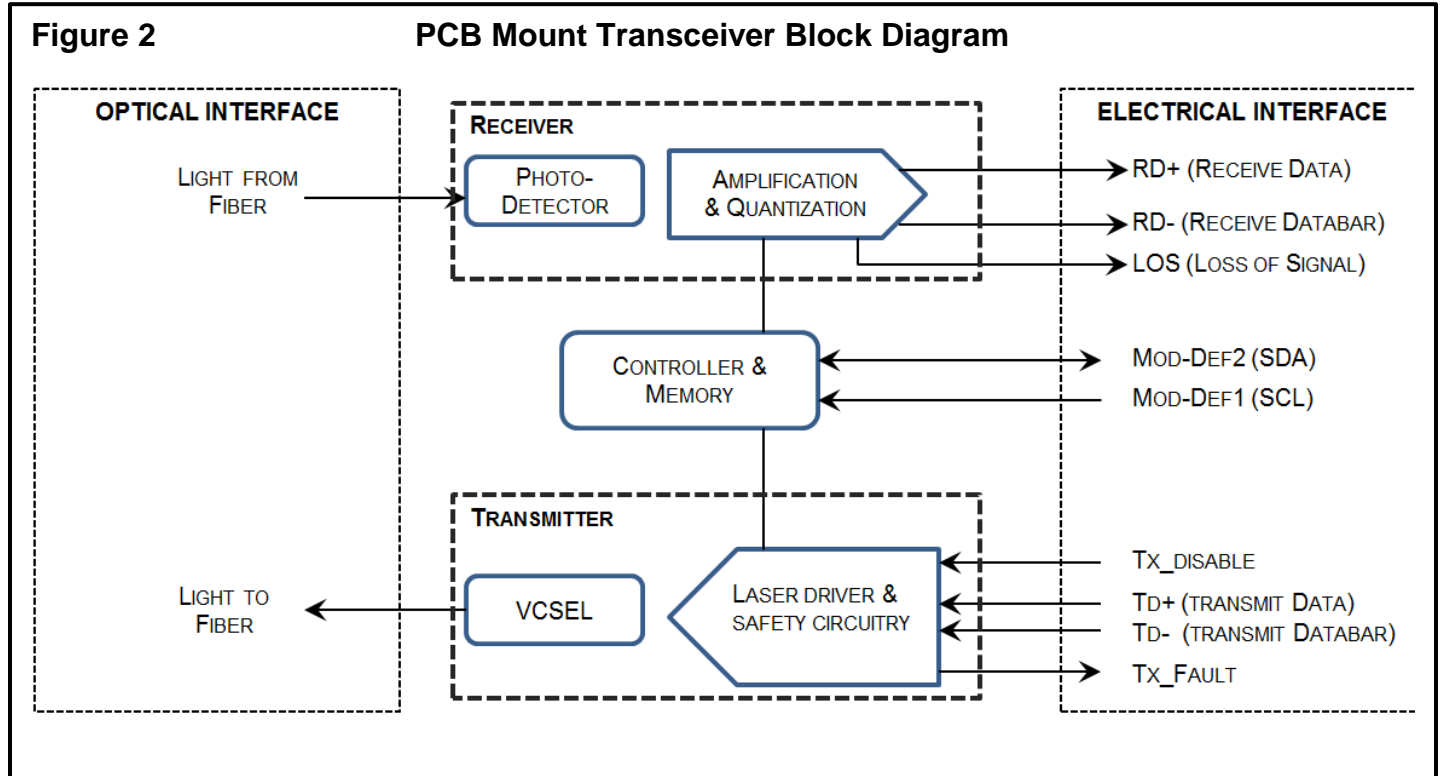 Figure 2 PCB Mount Transceiver Block Diagram
OPTICAL INTERFACE
LIGHT FROM
FIBER
LIGHT TO
FIBER
RECEIVER
PHOTO-
DETECTOR
AMPLIFICATION
& QUANTIZATION
CONTROLLER &
MEMORY
TRANSMITTER
VCSEL
LASER DRIVER &
SAFETY CIRCUITRY
ELECTRICAL INTERFACE
RD+ (RECEIVE DATA)
RD- (RECEIVE DATABAR)
LOS (LOSS OF SIGNAL)
MOD-DEF2 (SDA)
MOD-DEF1 (SCL)
TX_DISABLE
TD+ (TRANSMIT DATA)
TD- (TRANSMIT DATABAR)
TX_FAULT